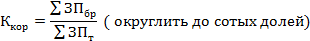 Ккор = ∑ ЗПбр / ∑ ЗПт ( округлить до сотых долей)